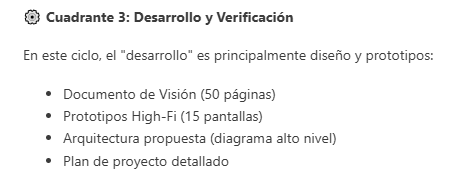 ⚙️ Cuadrante 3: Desarrollo y Verificación
En este ciclo, el "desarrollo" es principalmente diseño y prototipos:
• Documento de Visión (50 páginas)
• Prototipos High-Fi (15 pantallas)
• Arquitectura propuesta (diagrama alto nivel)
• Plan de proyecto detallado